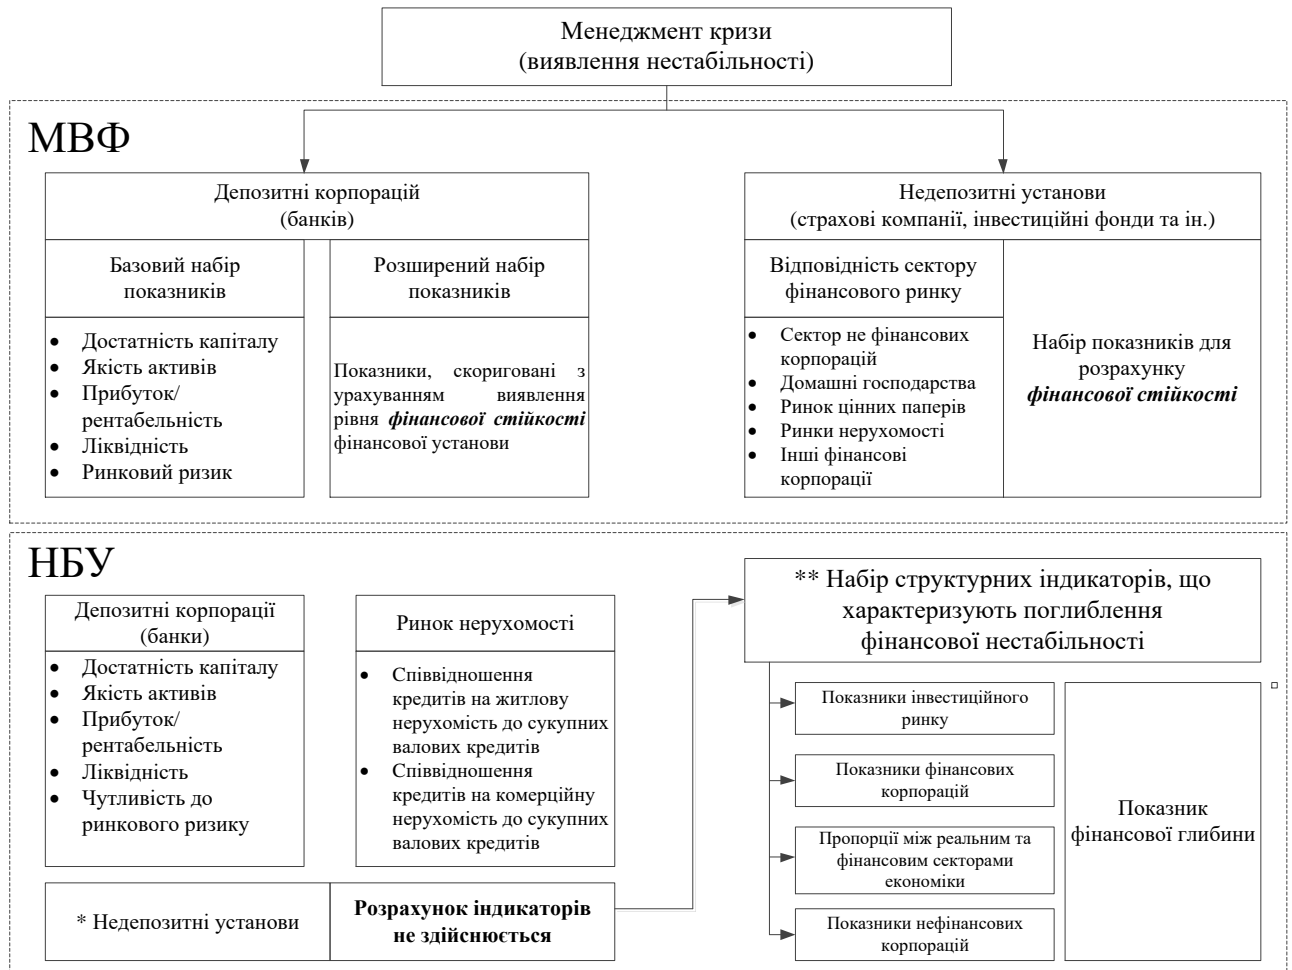 Менеджмент кризи
(виявлення нестабільності)
МВФ
Депозитні корпорацій
(банків)
Базовий набір
показників
• Достатність капіталу
• Якість активів
• Прибуток/
рентабельність
• Ліквідність
• Ринковий ризик
Розширений набір
показників
Показники, скориговані з
урахуванням виявлення
рівня фінансової стійкості
фінансової установи
Недепозитні установи
(страхові компанії, інвестиційні фонди та ін.)
Відповідність сектору
фінансового ринку
• Сектор не фінансових
корпорацій
• Домашні господарства
• Ринок цінних паперів
• Ринки нерухомості
• Інші фінансові
корпорації
Набір показників для
розрахунку
фінансової стійкості
НБУ
Депозитні корпорації
(банки)
• Достатність капіталу
• Якість активів
• Прибуток/
рентабельність
• Ліквідність
• Чутливість до
ринкового ризику
Ринок нерухомості
• Співвідношення
кредитів на житлову
нерухомість до сукупних
валових кредитів
• Співвідношення
кредитів на комерційну
нерухомість до сукупних
валових кредитів
* Недепозитні установи
Розрахунок індикаторів
не здійснюється
** Набір структурних індикаторів, що
характеризують поглиблення
фінансової нестабільності
Показники інвестиційного
ринку
Показники фінансових
корпорацій
Пропорції між реальним та
фінансовим секторами
економіки
Показники нефінансових
корпорацій
Показник
фінансової глибини